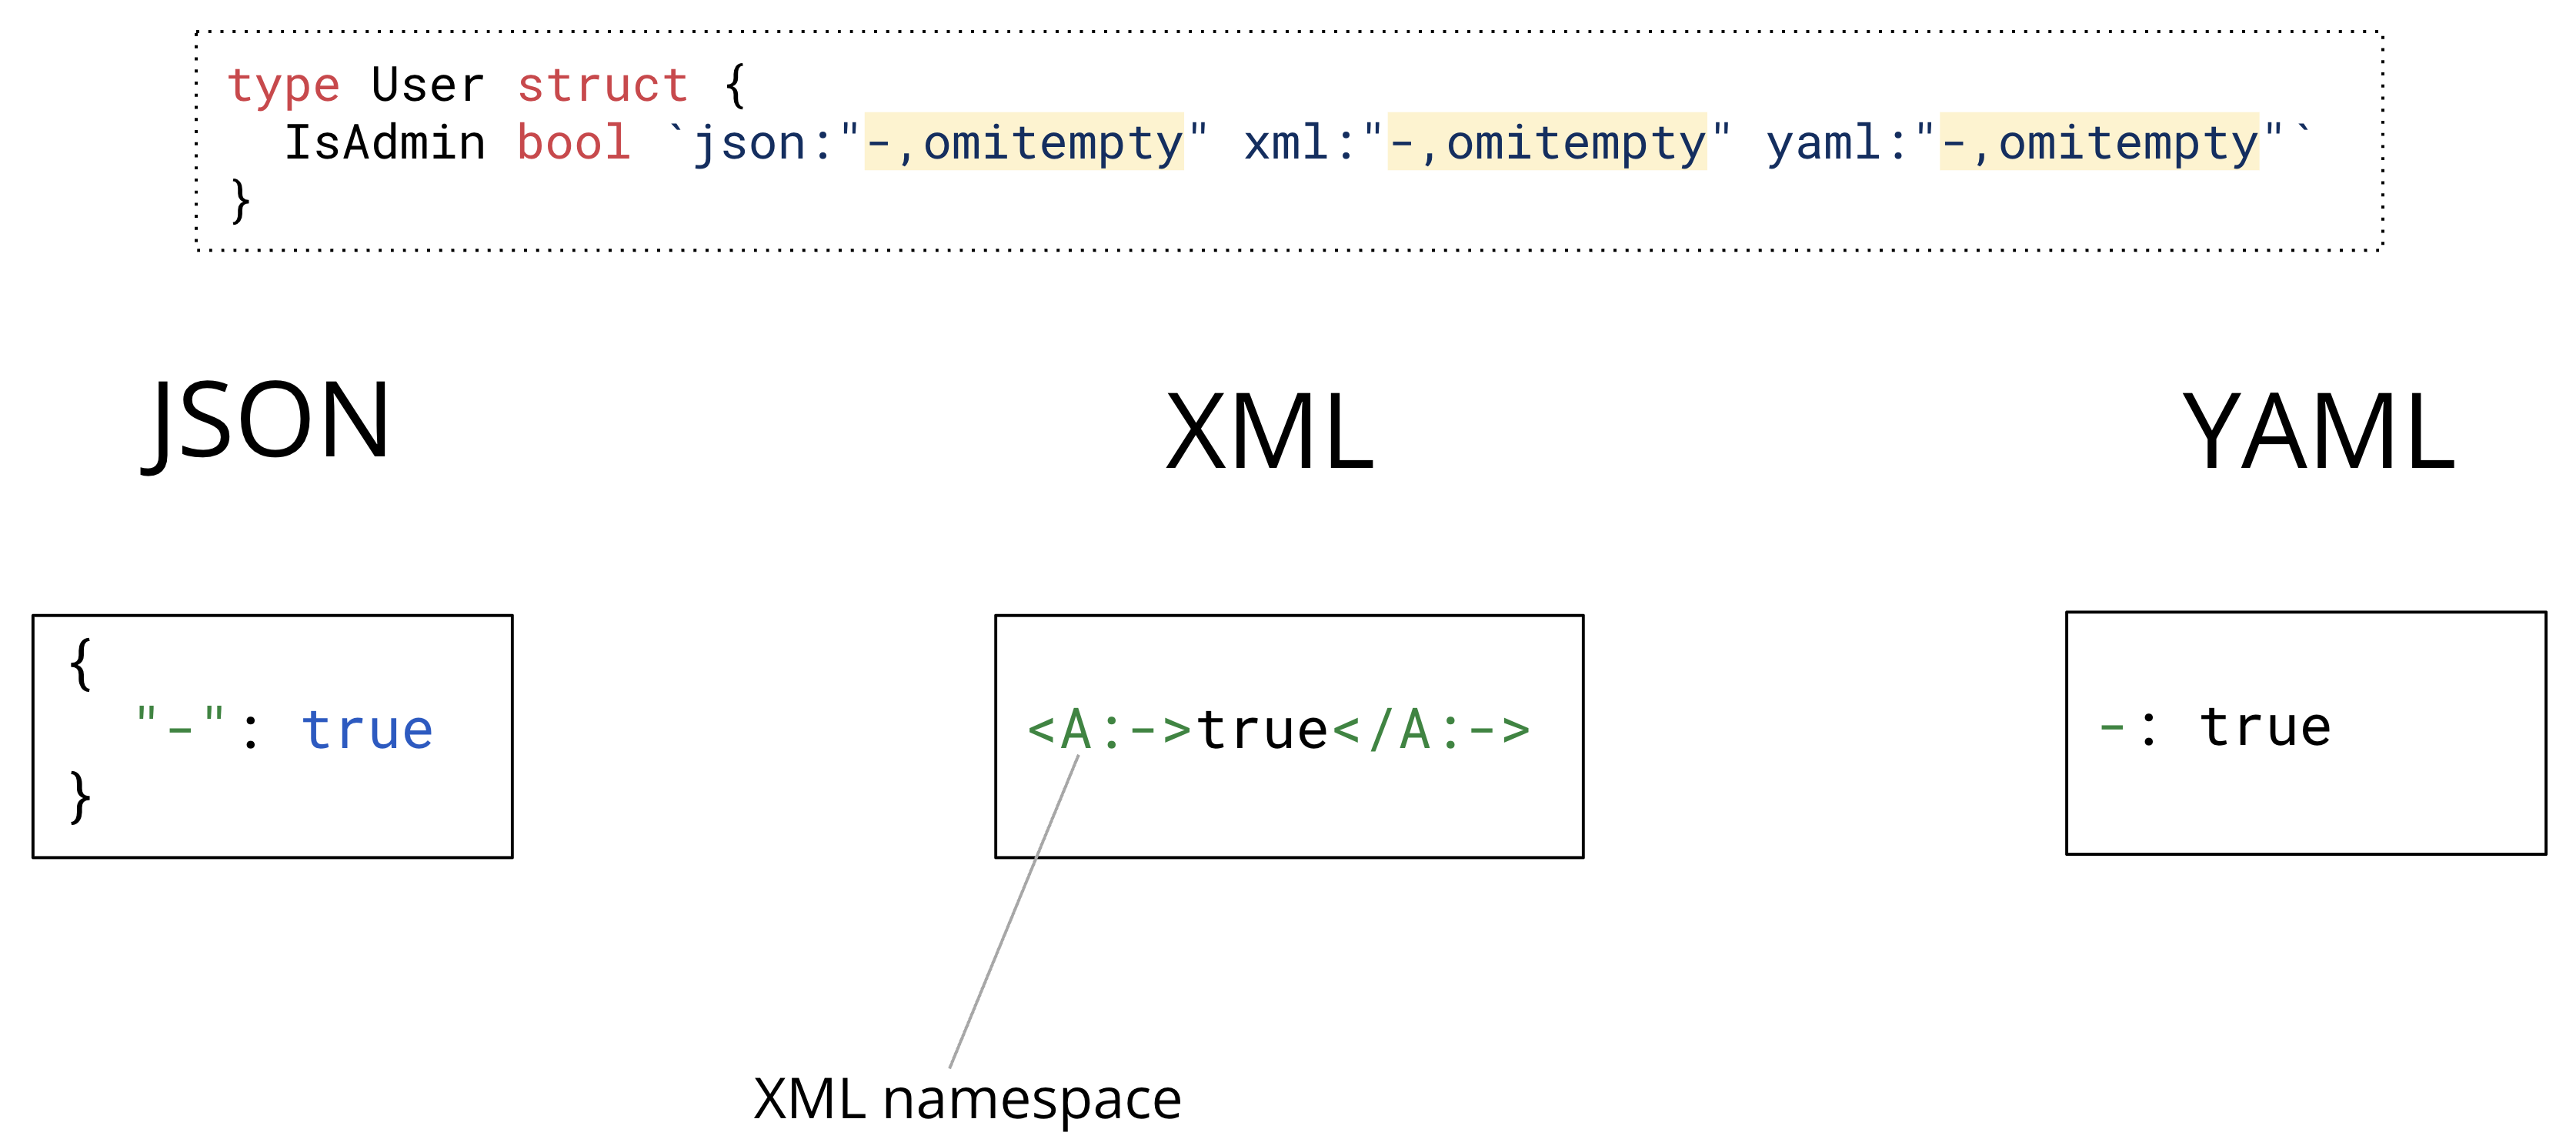 type User struct {
IsAdmin bool `json:"-,omitempty" xml:"-,omitempty" yaml:"-,omitempty"`
}
JSON
XML
YAML
{
"-": true
}
<A:->true</A:->
-: true
XML namespace